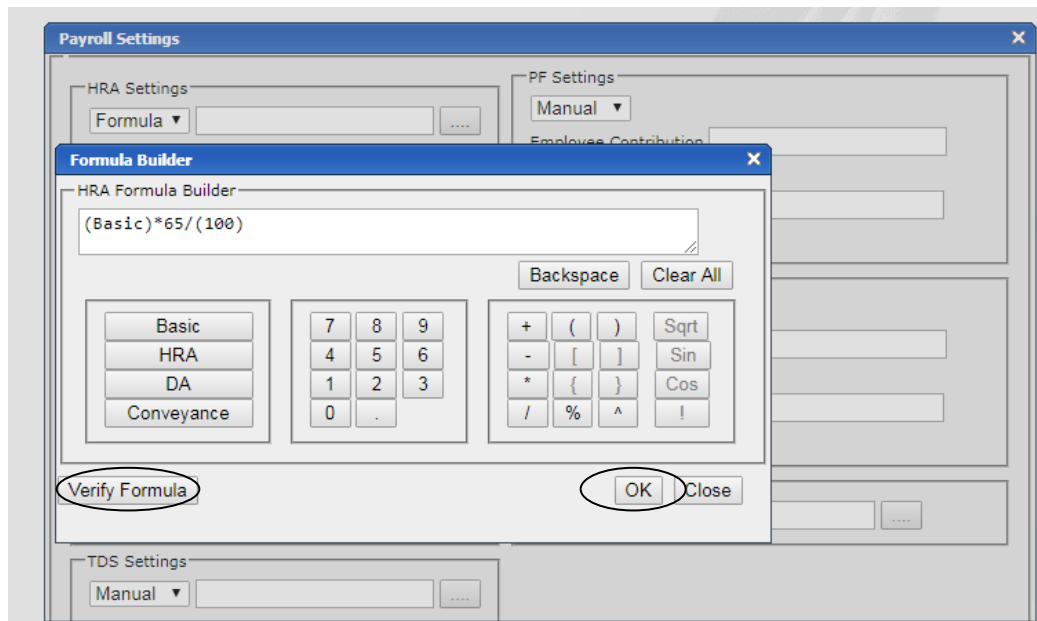 Payroll Settings
HRA Settings
Formula
....
PF Settings
Manual
Employee Contribution
Formula Builder
HRA Formula Builder
(Basic)*65/(100)
Backspace Clear All
Basic 7 8 9 + ( ) Sqrt
HRA 4 5 6 - [ ] Sin
DA 1 2 3 * { } Cos
Conveyance 0 . / % ^ !
Verify Formula OK Close
....
TDS Settings
Manual
....